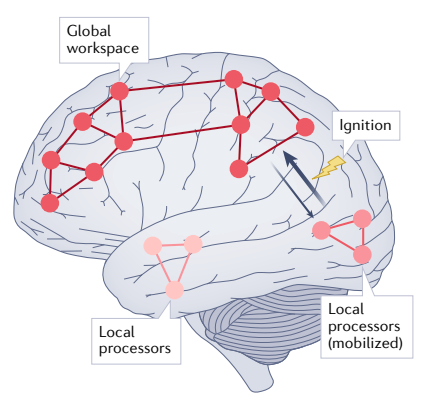 Global
workspace
Ignition
Local
processors
(mobilized)
Local
processors